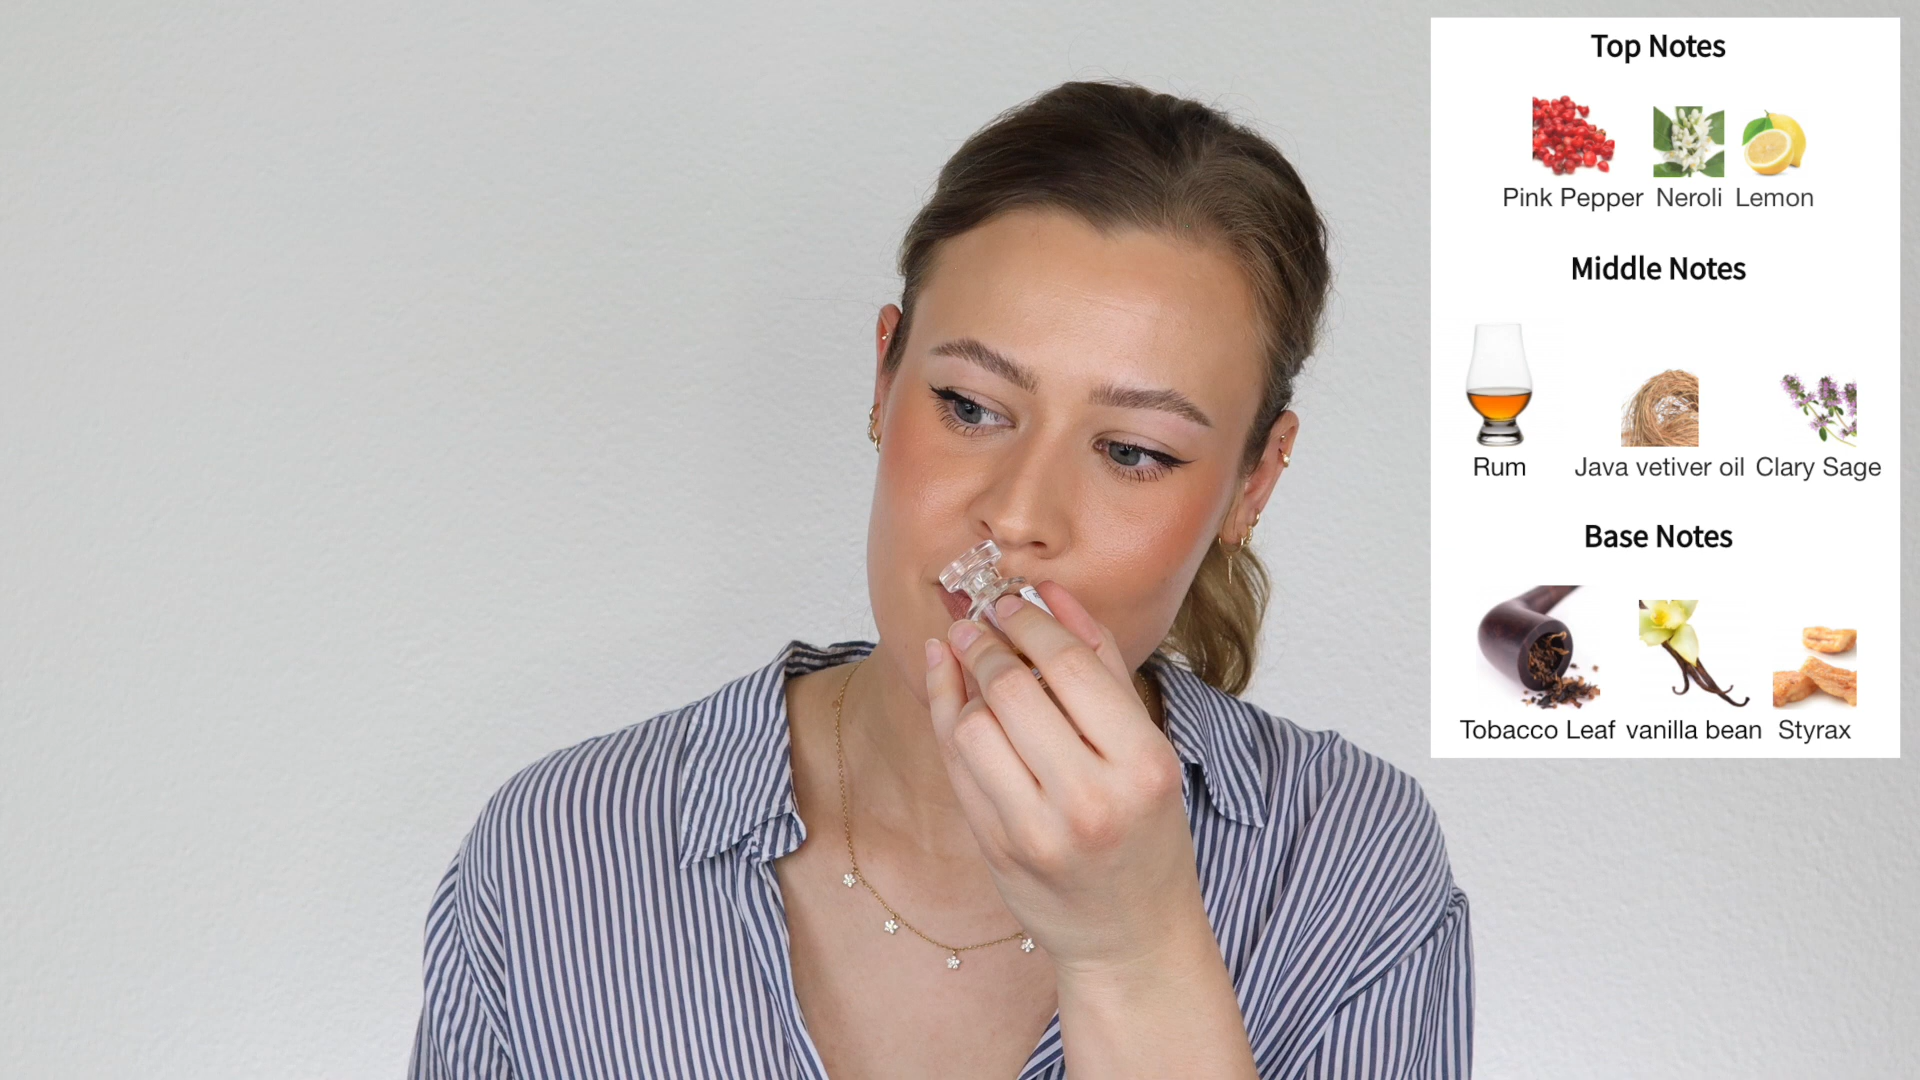 Top Notes
Pink Pepper Neroli Lemon
Middle Notes
Rum Java vetiver oil Clary Sage
Base Notes
Tobacco Leaf vanilla bean Styrax